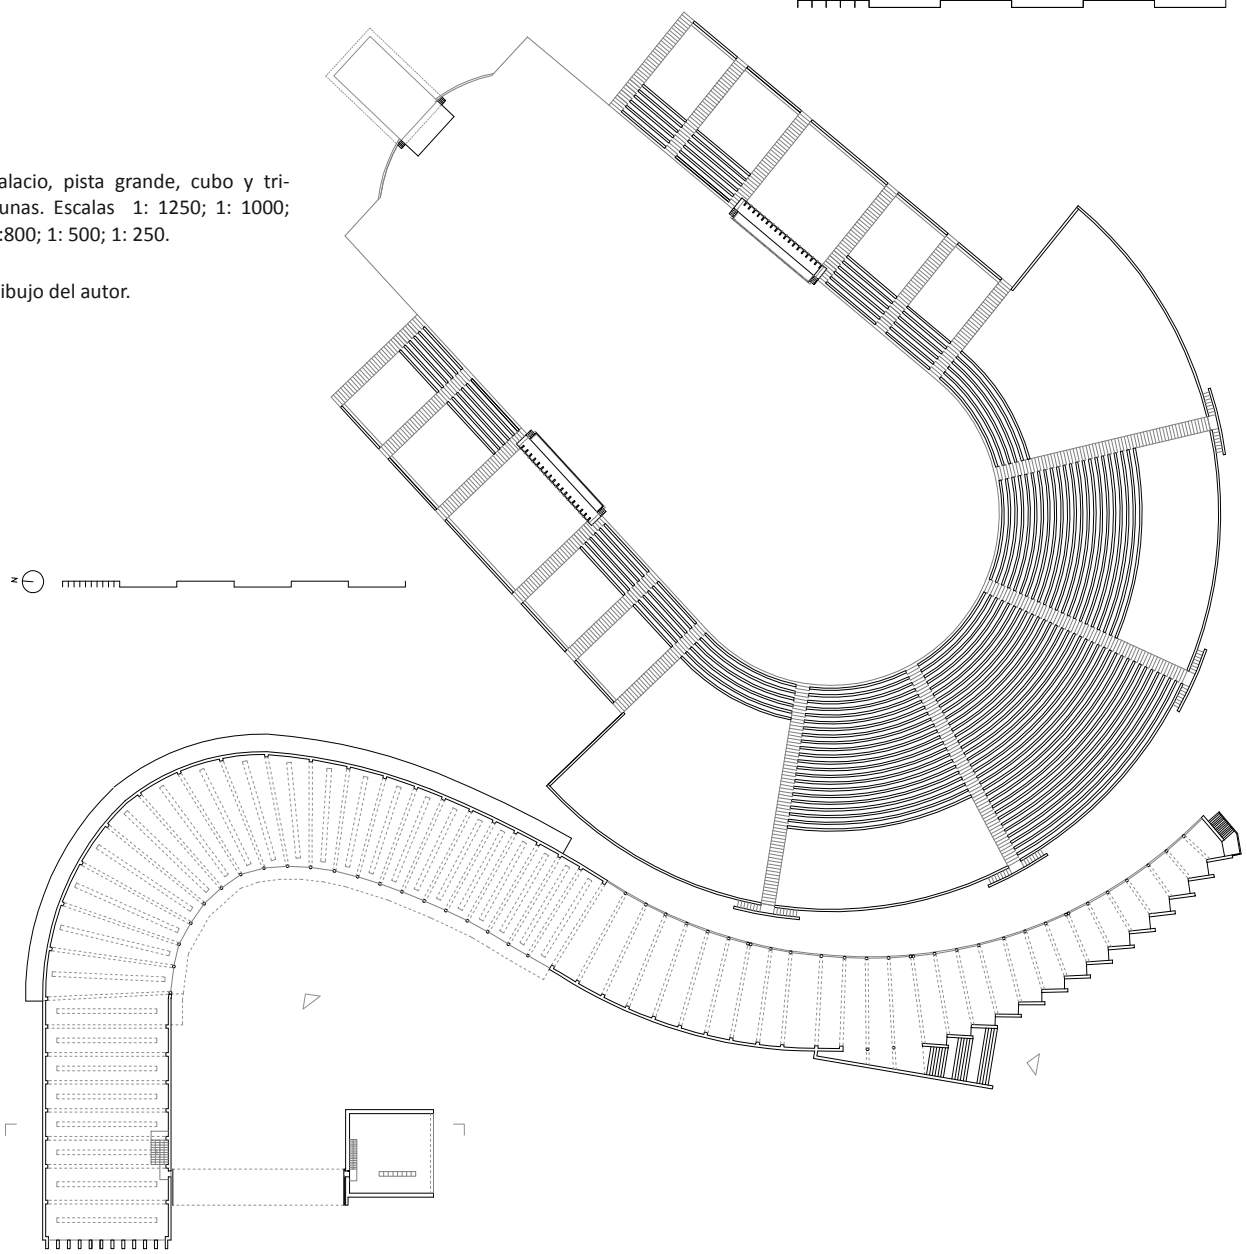 alacio, pista grande, cubo y tri-
unas. Escalas 1: 1250; 1: 1000;
:800; 1: 500; 1: 250.
ibujo del autor.
N